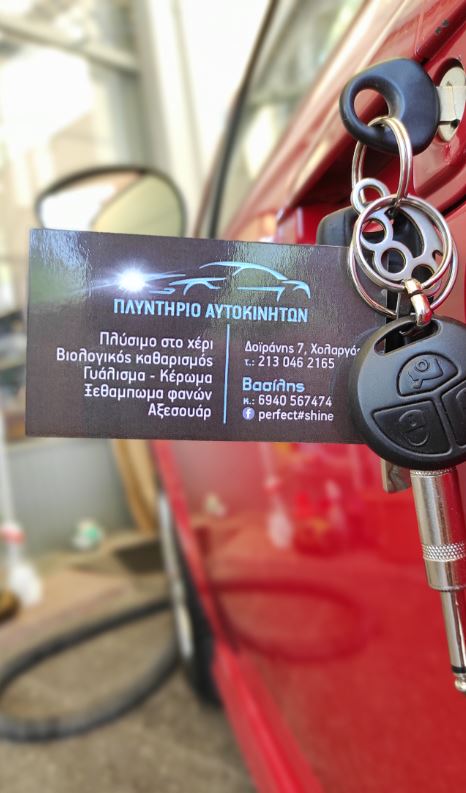 ΠΛΥΝΤΗΡΙΟ ΑΥΤΟΚΙΝΗΤΩΝ
Πλύσιμο στο χέρι
Βιολογικός καθαρισμός
Γυάλισμα - Κέρωμα
Ξεθαμπωμα φανών
Αξεσουάρ
Δοϊράνης 7, Χολαργός
τ.: 213 046 2165
Βασίλης
κ.: 6940 567474
f perfect#shine